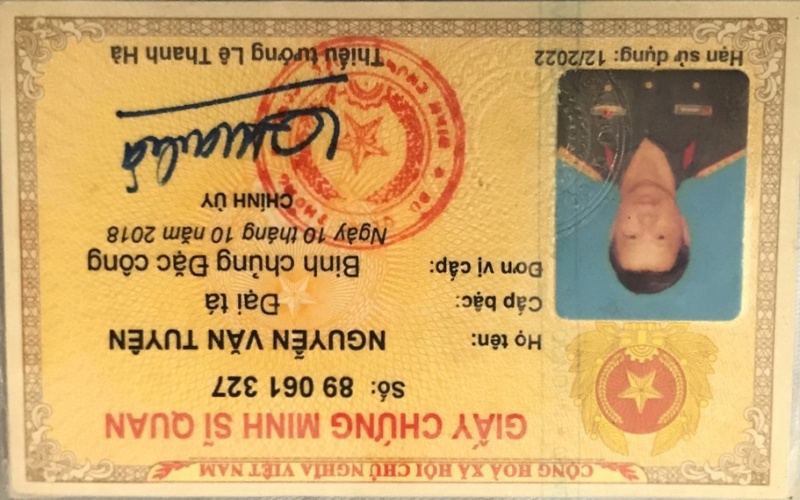 CỘNG HOÀ XÃ HỘI CHỦ NGHĨA VIỆT NAM
GIẤY CHỨNG MINH SĨ QUAN
Số: 89 061 327
Họ tên: NGUYỄN VĂN TUYÊN
Cấp bậc: Đại tá
Đơn vị cấp: Binh chủng Đặc công
Ngày 10 tháng 10 năm 2018
CHÍNH ỦY
Hạn sử dụng: 12/2022
Thiếu tướng Lê Thanh Hà